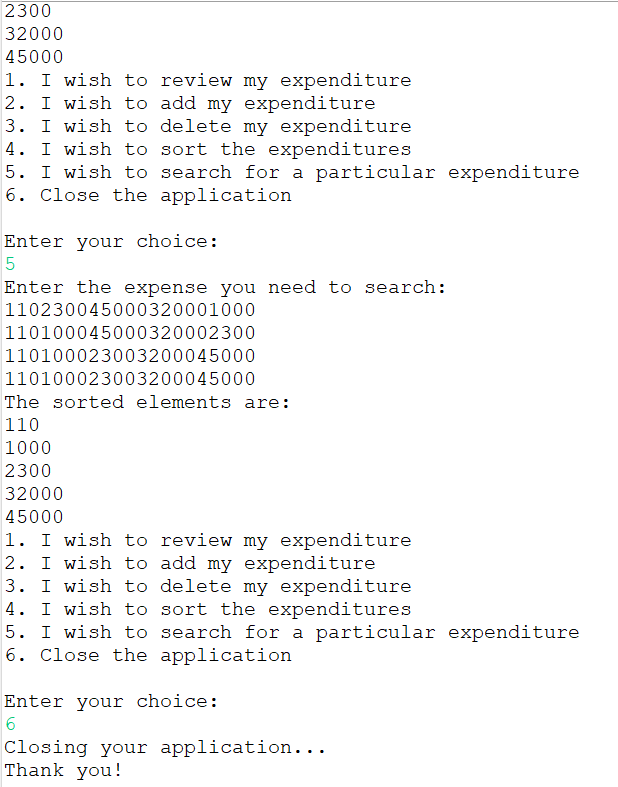 2300
32000
45000
1. I wish to review my expenditure
2. I wish to add my expenditure
3. I wish to delete my expenditure
4. I wish to sort the expenditures
5. I wish to search for a particular expenditure
6. Close the application
Enter your choice:
5
Enter the expense you need to search:
110230045000320001000
110100045000320002300
110100023003200045000
110100023003200045000
The sorted elements are:
110
1000
2300
32000
45000
1. I wish to review my expenditure
2. I wish to add my expenditure
3. I wish to delete my expenditure
4. I wish to sort the expenditures
5. I wish to search for a particular expenditure
6. Close the application
Enter your choice:
6
Closing your application...
Thank you!